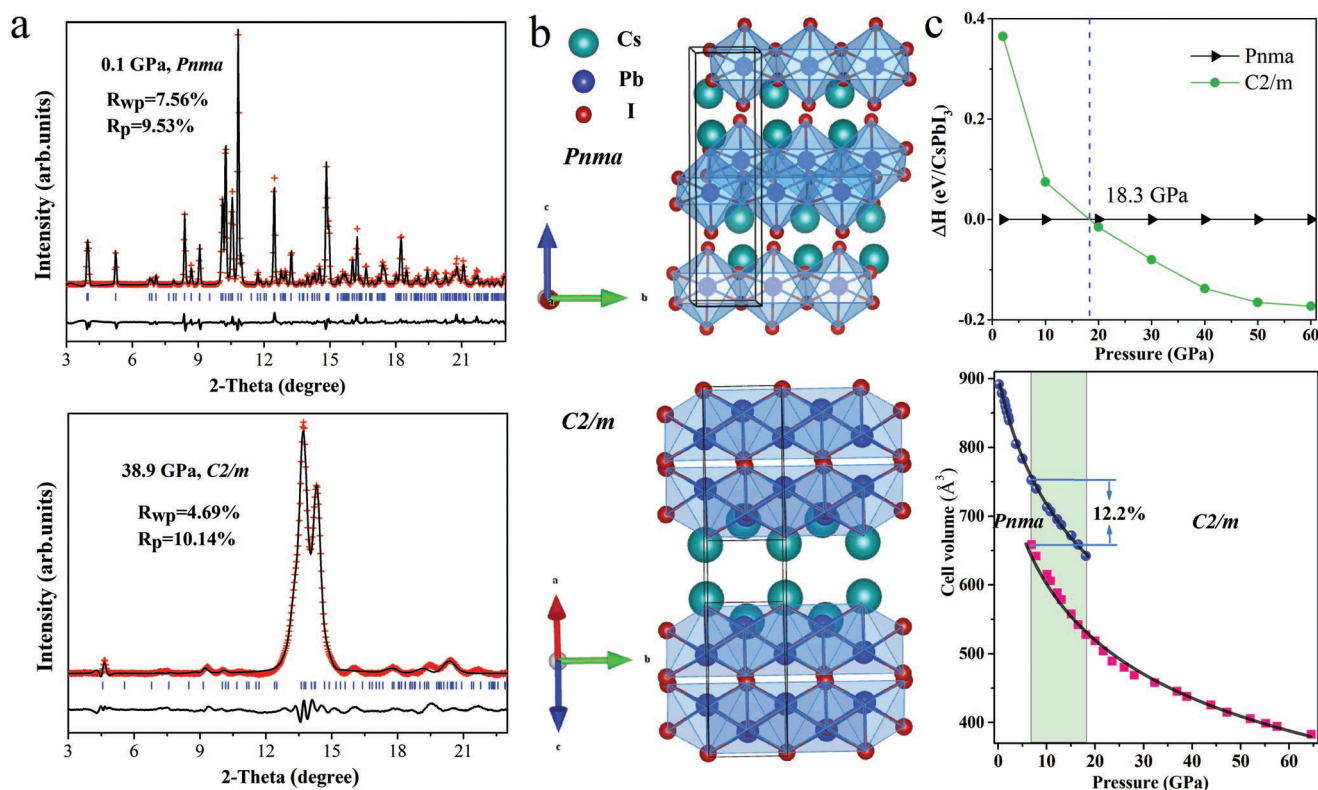 a
0.1 GPa, Pnma
Rwp=7.56%
Rp=9.53%
Intensity (arb.units)
3 6 9 12 15 18 21
2-Theta (degree)
38.9 GPa, C2/m
Rwp=4.69%
Rp=10.14%
Intensity (arb.units)
3 6 9 12 15 18 21
2-Theta (degree)
b
Cs
Pb
I
Pnma
c
a
b
C2/m
a
b
c
c
ΔH (eV/CsPbI3)
0.4
0.2
0.0
-0.2
Pnma
C2/m
18.3 GPa
0 10 20 30 40 50 60
Pressure (GPa)
Cell volume (Å3)
900
800
700
600
500
400
12.2%
Pnma
C2/m
0 10 20 30 40 50 60
Pressure (GPa)